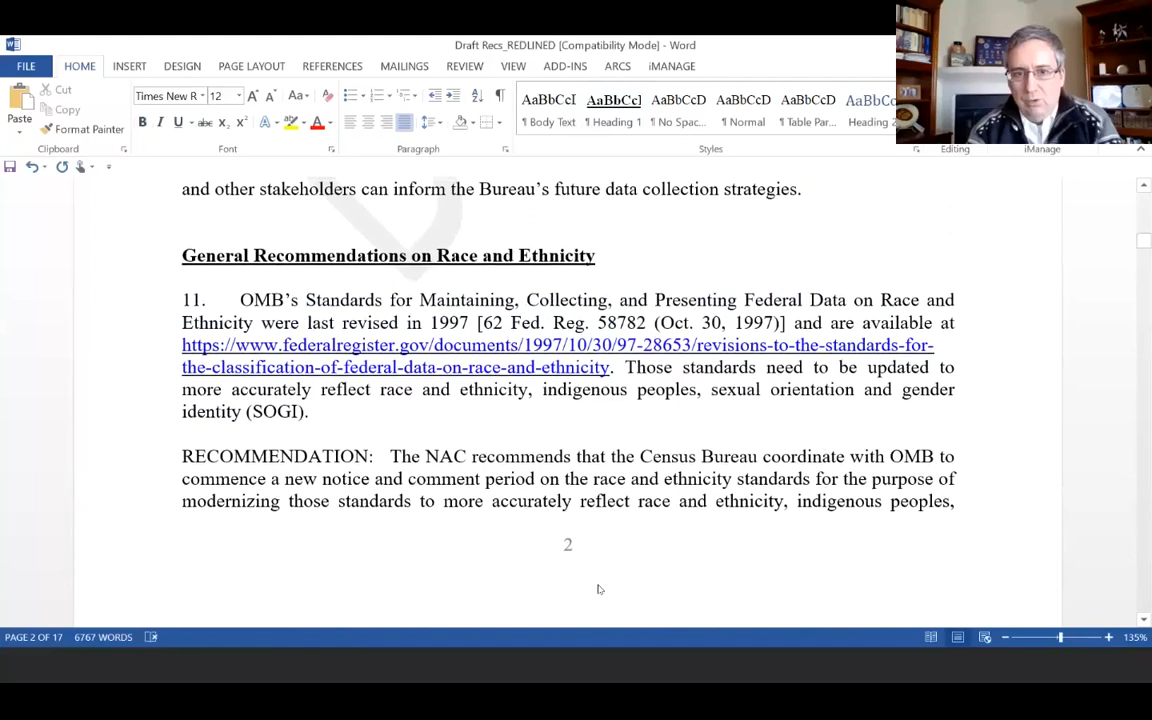 Draft Recs_REDLINED [Compatibility Mode] - Word
FILE HOME INSERT DESIGN PAGE LAYOUT REFERENCES MAILINGS REVIEW VIEW ADD-INS ARCS iMANAGE
Paste
Cut
Copy
Format Painter
Times New R 12
AaBbCcI AaBbCcI AaBbCcD AaBbCcD AaBbCcD AaBbC
¶ Body Text ¶ Heading 1 ¶ No Spac... ¶ Normal ¶ Table Par... Heading 2
Clipboard Font Paragraph Styles Editing iManage
and other stakeholders can inform the Bureau's future data collection strategies.
General Recommendations on Race and Ethnicity
11. OMB's Standards for Maintaining, Collecting, and Presenting Federal Data on Race and
Ethnicity were last revised in 1997 [62 Fed. Reg. 58782 (Oct. 30, 1997)] and are available at
https://www.federalregister.gov/documents/1997/10/30/97-28653/revisions-to-the-standards-for-
the-classification-of-federal-data-on-race-and-ethnicity. Those standards need to be updated to
more accurately reflect race and ethnicity, indigenous peoples, sexual orientation and gender
identity (SOGI).
RECOMMENDATION: The NAC recommends that the Census Bureau coordinate with OMB to
commence a new notice and comment period on the race and ethnicity standards for the purpose of
modernizing those standards to more accurately reflect race and ethnicity, indigenous peoples,
2
PAGE 2 OF 17 6767 WORDS 135%